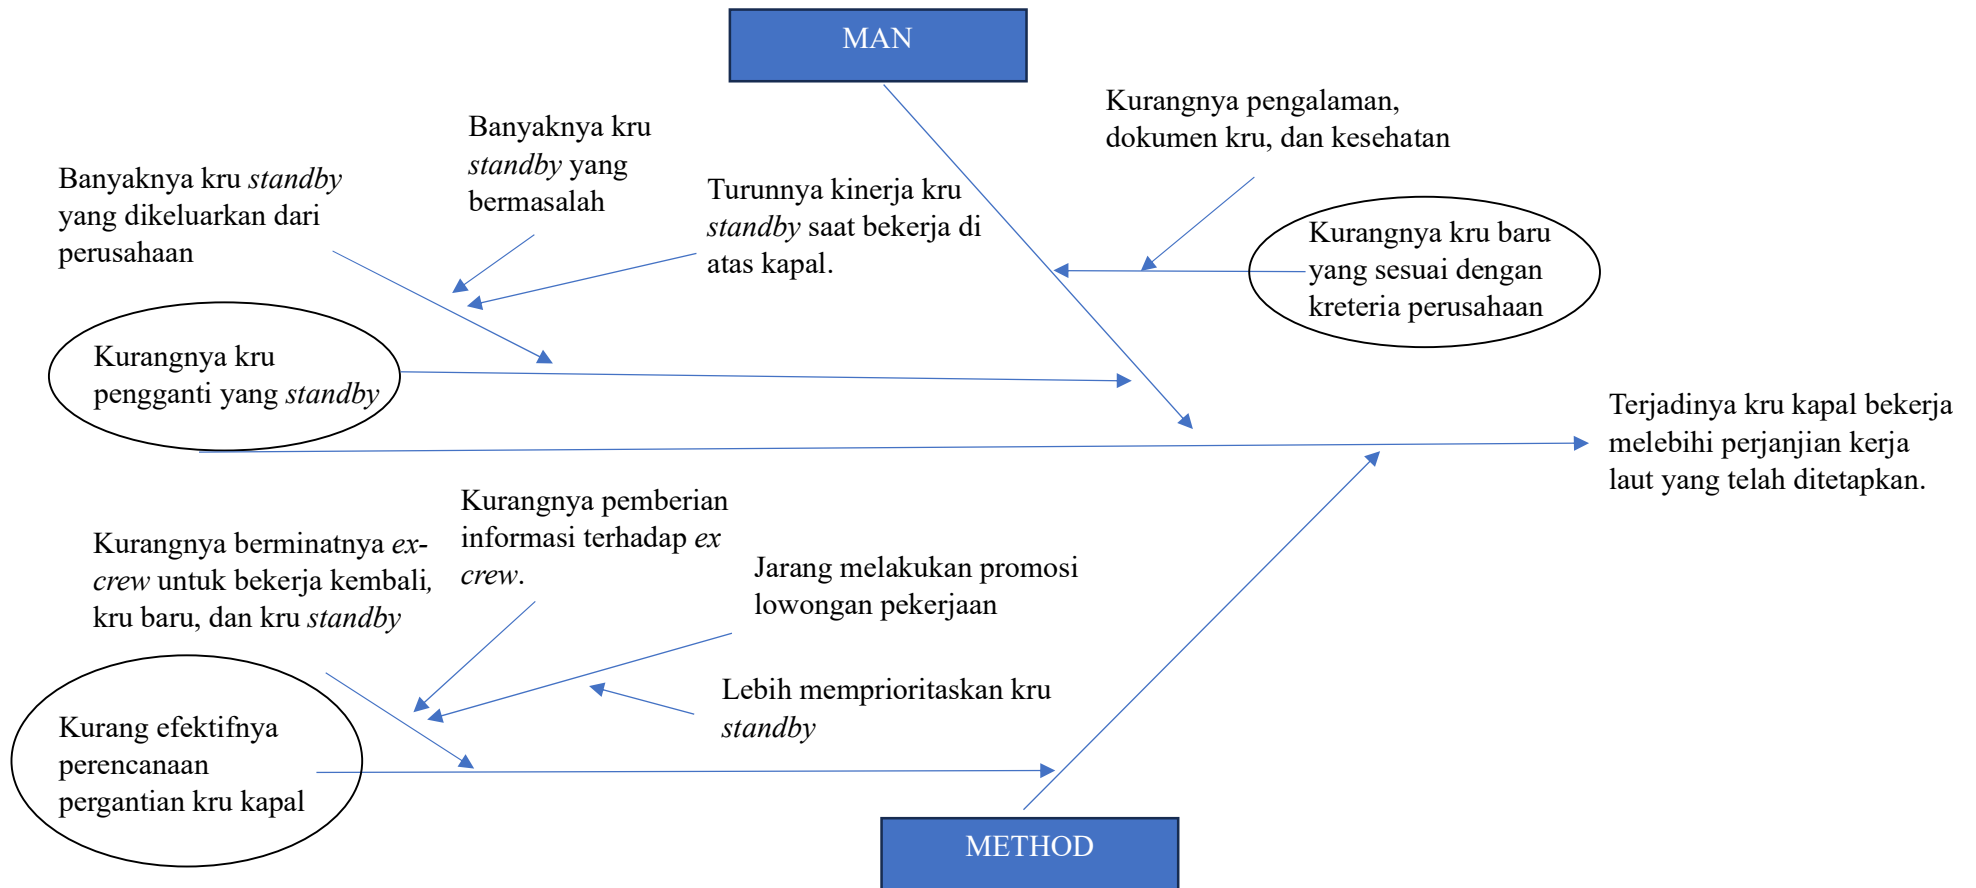 MAN
Kurangnya pengalaman,
dokumen kru, dan kesehatan
Banyaknya kru
standby yang
bermasalah
Banyaknya kru standby
yang dikeluarkan dari
perusahaan
Turunnya kinerja kru
standby saat bekerja di
atas kapal.
Kurangnya kru baru
yang sesuai dengan
kreteria perusahaan
Kurangnya kru
pengganti yang standby
Terjadinya kru kapal bekerja
melebihi perjanjian kerja
laut yang telah ditetapkan.
Kurangnya pemberian
informasi terhadap ex
crew.
Kurangnya berminatnya ex-
crew untuk bekerja kembali,
kru baru, dan kru standby
Jarang melakukan promosi
lowongan pekerjaan
Lebih memprioritaskan kru
standby
Kurang efektifnya
perencanaan
pergantian kru kapal
METHOD